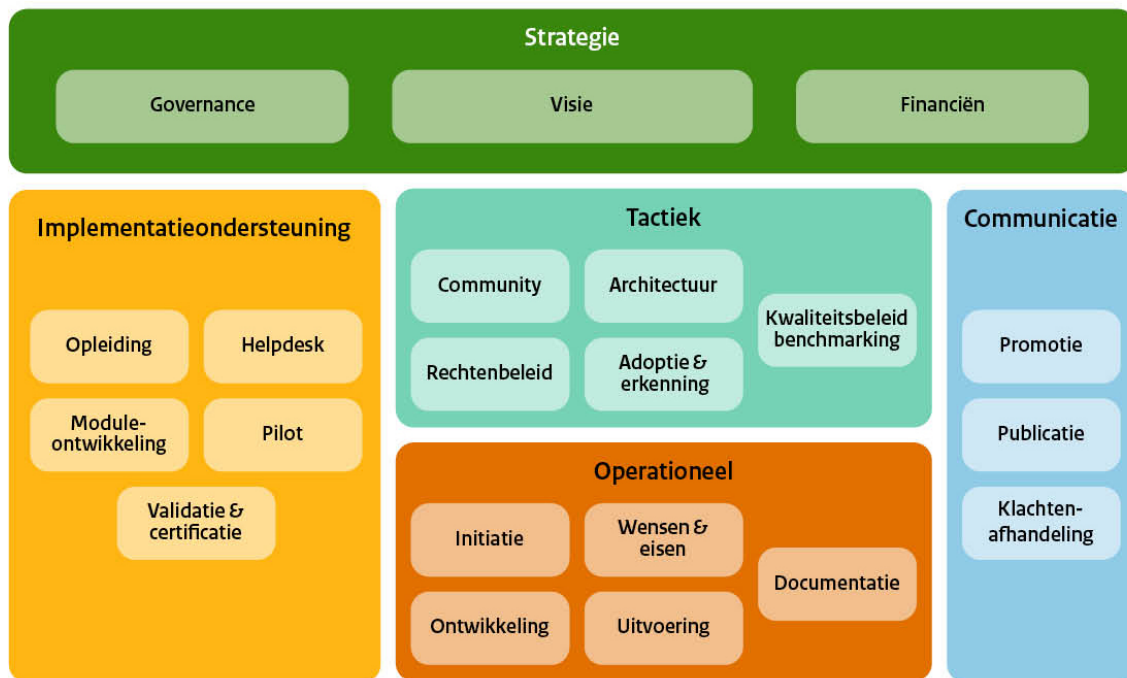 Strategie
Governance
Visie
Financiën
Implementatieondersteuning
Opleiding
Helpdesk
Module-
ontwikkeling
Pilot
Validatie &
certificatie
Tactiek
Community
Architectuur
Kwaliteitsbeleid
benchmarking
Rechtenbeleid
Adoptie &
erkenning
Operationeel
Initiatie
Wensen &
eisen
Documentatie
Ontwikkeling
Uitvoering
Communicatie
Promotie
Publicatie
Klachten-
afhandeling